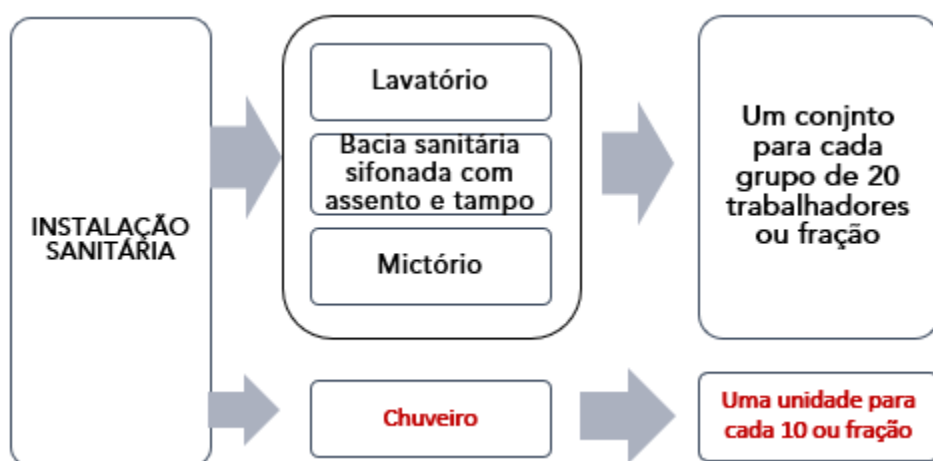 INSTALAÇÃO
SANITÁRIA
Lavatório
Bacia sanitária
sifonada com
assento e tampo
Mictório
Um conjnto
para cada
grupo de 20
trabalhadores
ou fração
Chuveiro
Uma unidade para
cada 10 ou fração